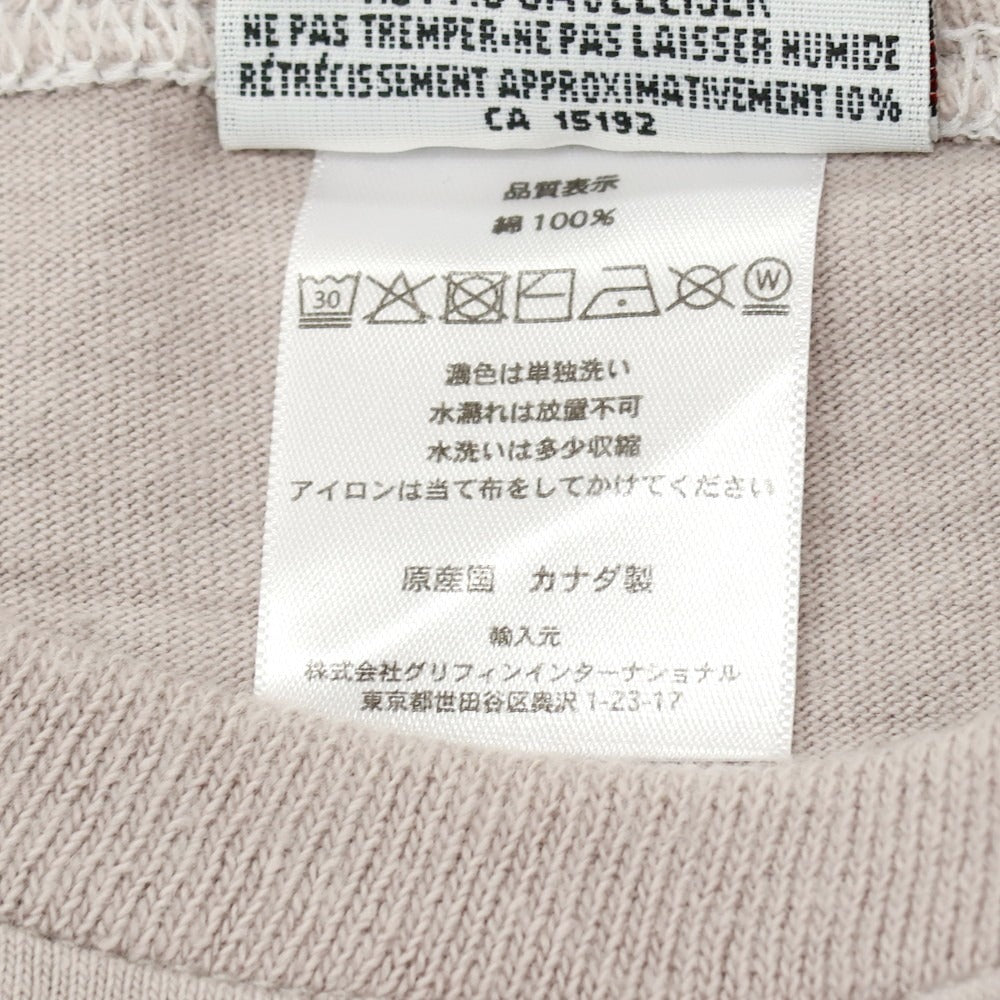 NE PAS TREMPER·NE PAS LAISSER HUMIDE
RÉTRÉCISSEMENT APPROXIMATIVEMENT 10%
CA 15192
品質表示
綿 100%
30 W
濃色は単独洗い
水濡れは放置不可
水洗いは多少収縮
アイロンは当て布をしてかけてください
原産国 カナダ製
輸入元
株式会社グリフィンインターナショナル
東京都世田谷区奥沢 1-23-17